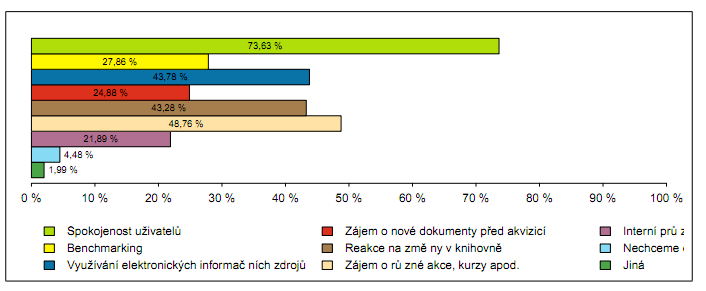 73,63 %
27,86 %
43,78 %
24,88 %
43,28 %
48,76 %
21,89 %
4,48 %
1,99 %
0 % 10 % 20 % 30 % 40 % 50 % 60 % 70 % 80 % 90 % 100 %
Spokojenost uživatelů Zájem o nové dokumenty před akvizicí Interní prů z
Benchmarking Reakce na změ ny v knihovně Nechceme
Využívání elektronických informač ních zdrojů Zájem o rů zné akce, kurzy apod. Jiná